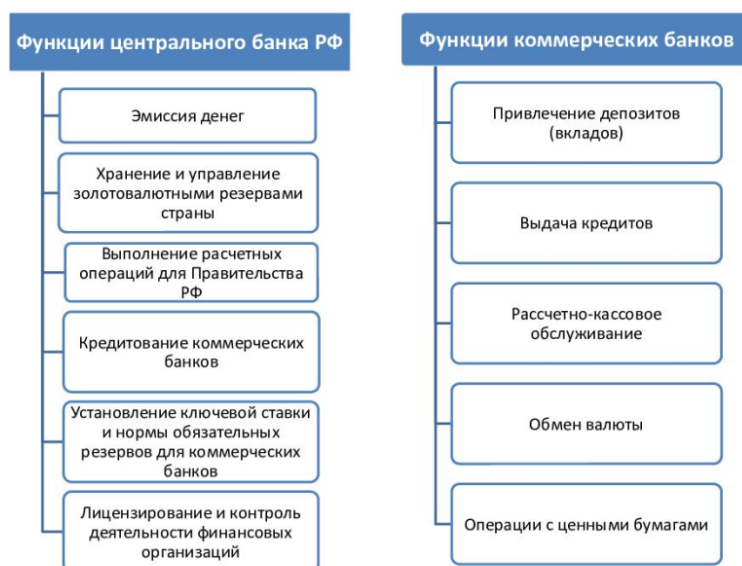 Функции центрального банка РФ
Эмиссия денег
Хранение и управление
золотовалютными резервами
страны
Выполнение расчетных
операций для Правительства
РФ
Кредитование коммерческих
банков
Установление ключевой ставки
и нормы обязательных
резервов для коммерческих
банков
Лицензирование и контроль
деятельности финансовых
организаций
Функции коммерческих банков
Привлечение депозитов
(вкладов)
Выдача кредитов
Рассчетно-кассовое
обслуживание
Обмен валюты
Операции с ценными бумагами